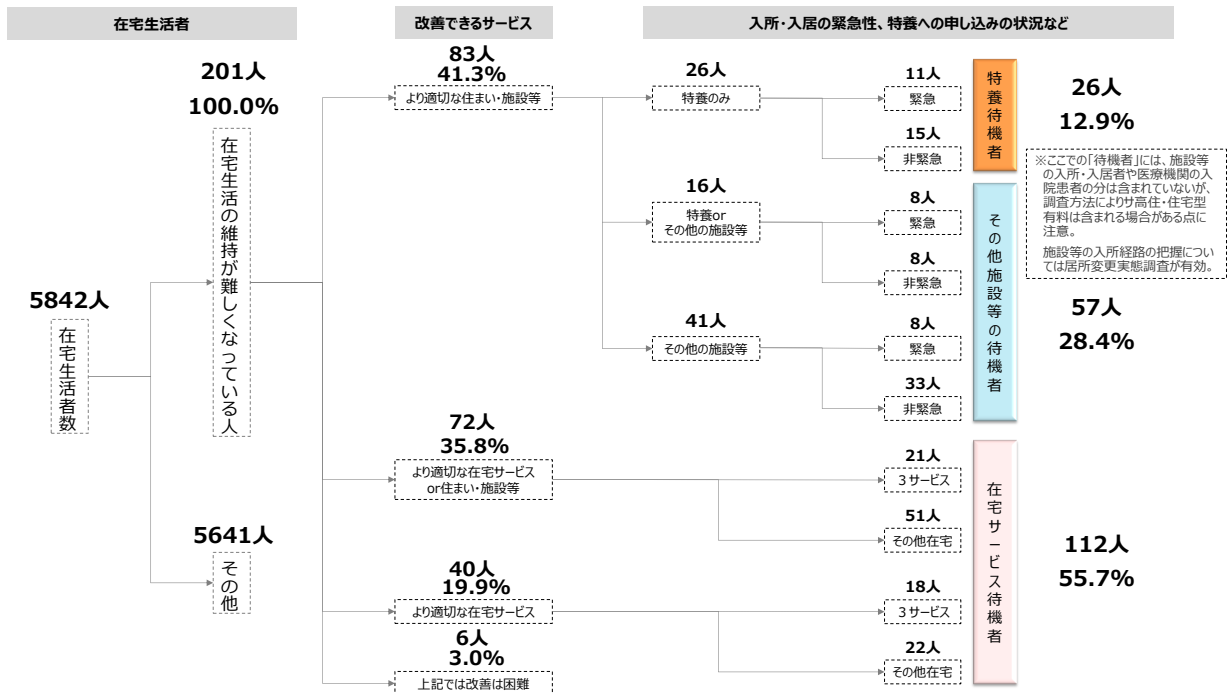 在宅生活者
改善できるサービス
入所・入居の緊急性、特養への申し込みの状況など
5842人
在宅生活者数
201人
100.0%
在宅生活の維持が難しくなっている人
5641人
その他
83人
41.3%
より適切な住まい・施設等
72人
35.8%
より適切な在宅サービス
or住まい・施設等
40人
19.9%
より適切な在宅サービス
6人
3.0%
上記では改善は困難
26人
特養のみ
16人
特養or
その他の施設等
41人
その他の施設等
11人
緊急
15人
非緊急
8人
緊急
8人
非緊急
8人
緊急
33人
非緊急
21人
3サービス
51人
その他在宅
18人
3サービス
22人
その他在宅
特養待機者
26人
12.9%
※ここでの「待機者」には、施設等
の入所・入居者や医療機関の入
院患者の分は含まれていないが、
調査方法によりサ高住・住宅型
有料は含まれる場合がある点に
注意。
施設等の入所経路の把握につい
ては居所変更実態調査が有効。
その他施設等の待機者
57人
28.4%
在宅サービス待機者
112人
55.7%